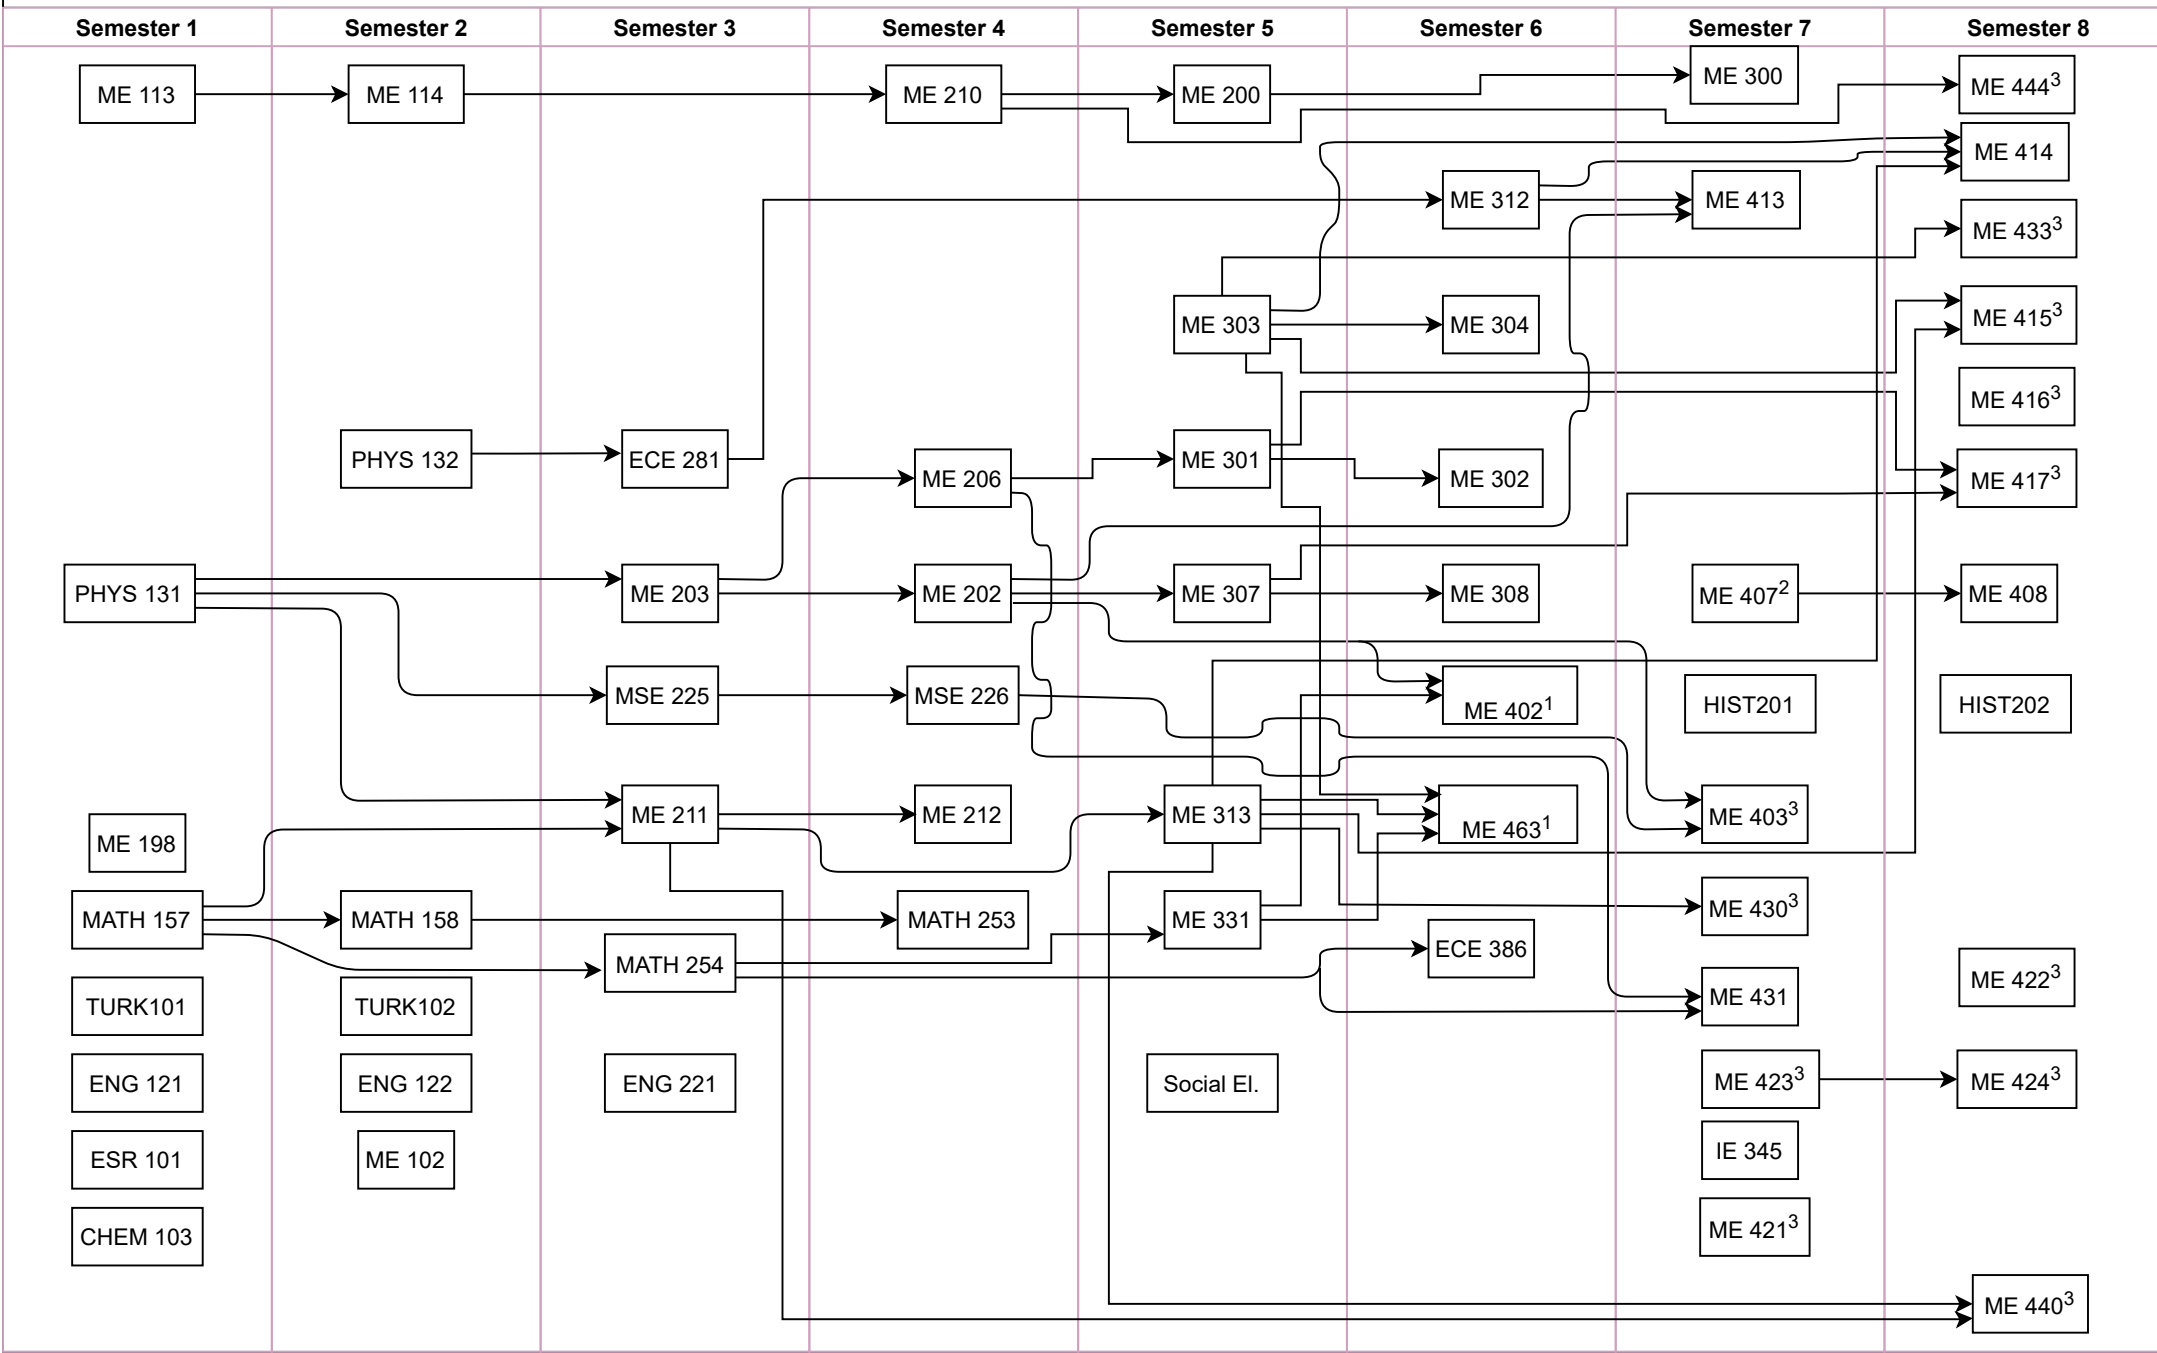 Semester 1
Semester 2
Semester 3
Semester 4
Semester 5
Semester 6
Semester 7
Semester 8
ME 113
PHYS 131
ME 198
MATH 157
TURK101
ENG 121
ESR 101
CHEM 103
ME 114
PHYS 132
MATH 158
TURK102
ENG 122
ME 102
ECE 281
ME 203
MSE 225
ME 211
MATH 254
ENG 221
ME 210
ME 206
ME 202
MSE 226
ME 212
MATH 253
ME 200
ME 303
ME 301
ME 307
ME 313
ME 331
Social El.
ME 312
ME 304
ME 302
ME 308
ME 402¹
ME 463¹
ECE 386
ME 300
ME 413
ME 407²
HIST201
ME 403³
ME 430³
ME 431
ME 423³
IE 345
ME 421³
ME 444³
ME 414
ME 433³
ME 415³
ME 416³
ME 417³
ME 408
HIST202
ME 422³
ME 424³
ME 440³